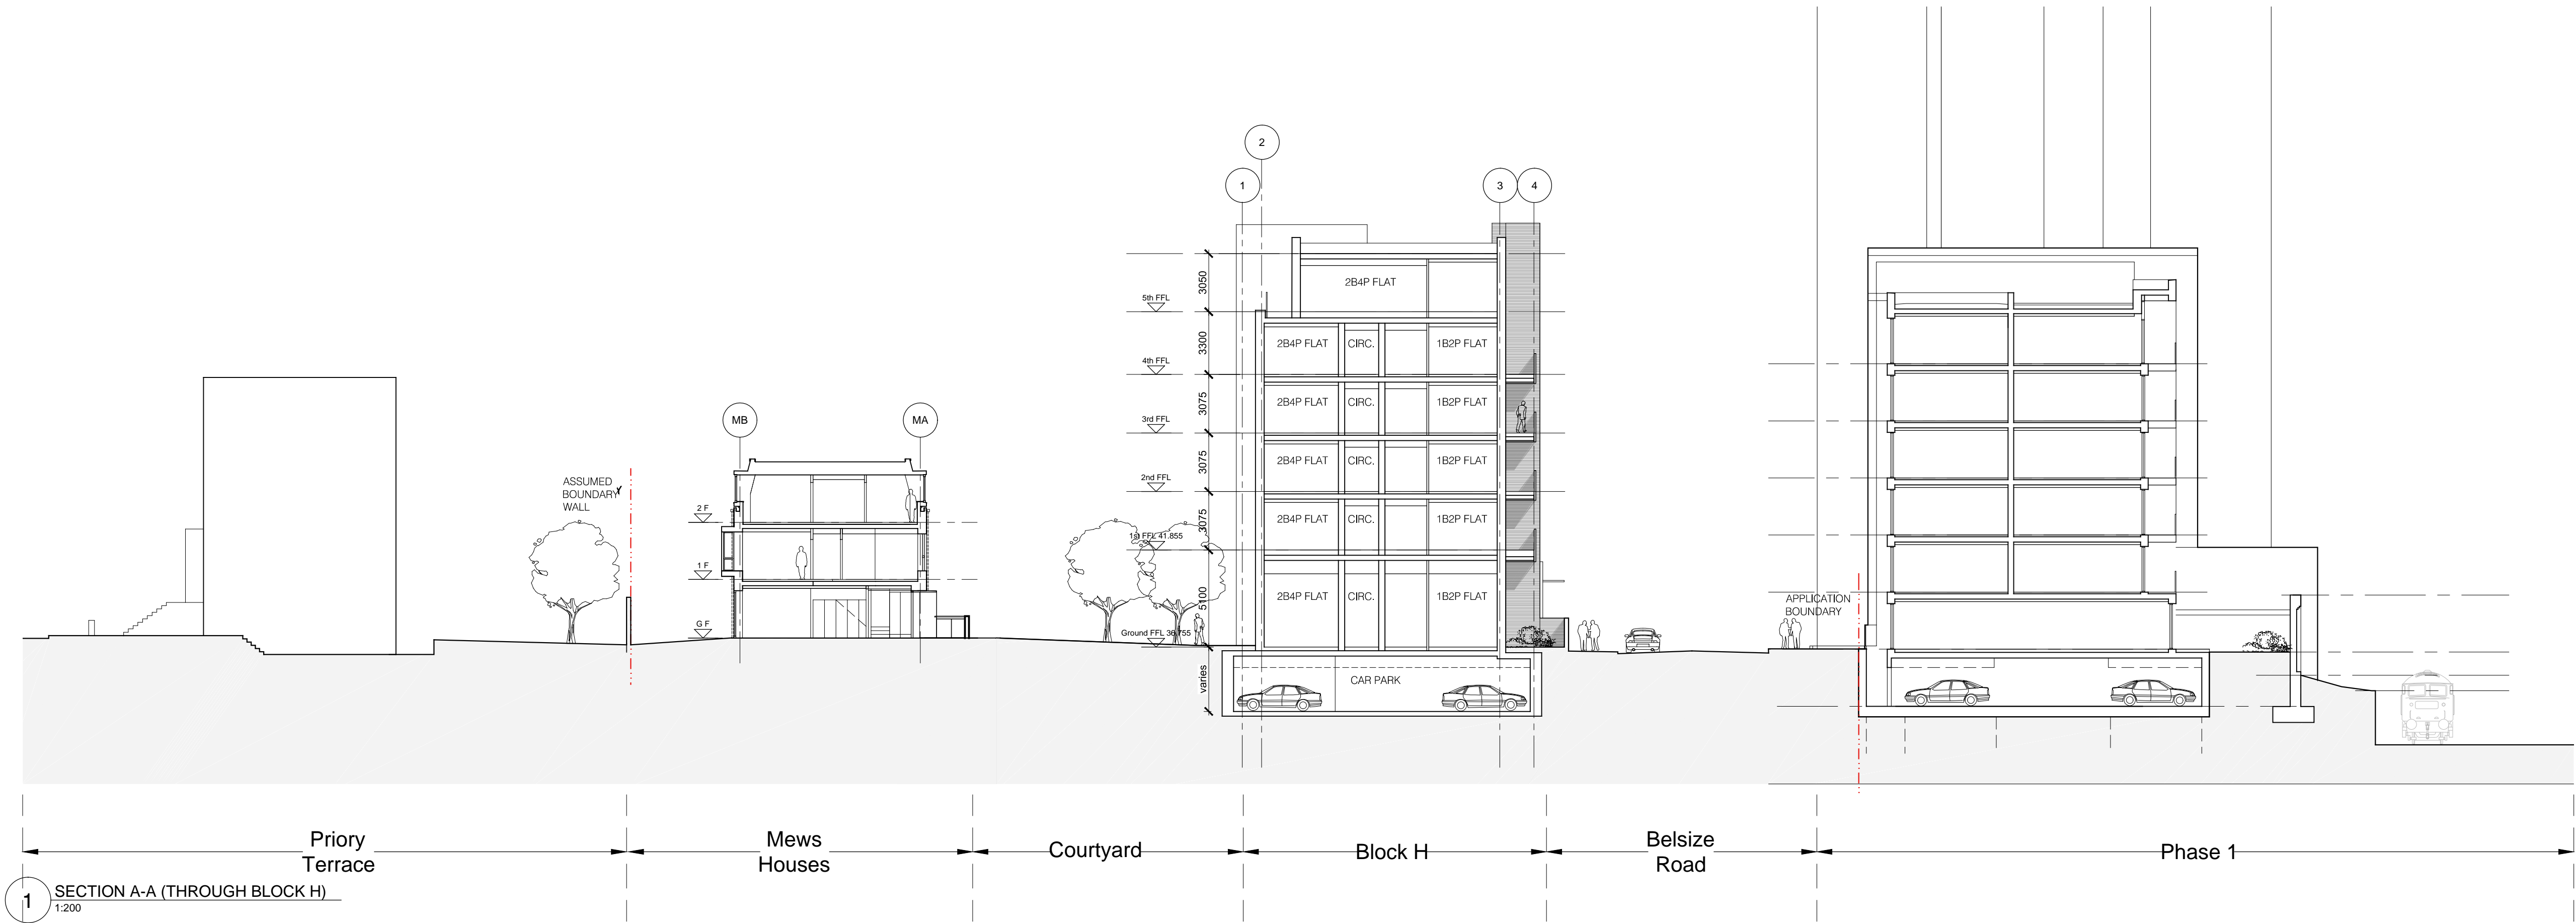 2
1
3
4
3050
2B4P FLAT
5th FFL
3300
2B4P FLAT
CIRC.
1B2P FLAT
4th FFL
3075
2B4P FLAT
CIRC.
1B2P FLAT
3rd FFL
MB
MA
3075
2B4P FLAT
CIRC.
1B2P FLAT
2nd FFL
ASSUMED
BOUNDARY
WALL
2 F
3075
2B4P FLAT
CIRC.
1B2P FLAT
1st FFL 41.855
1 F
5100
2B4P FLAT
CIRC.
1B2P FLAT
APPLICATION
BOUNDARY
G F
Ground FFL 36.755
varies
CAR PARK
Priory
Terrace
Mews
Houses
Courtyard
Block H
Belsize
Road
Phase 1
1
SECTION A-A (THROUGH BLOCK H)
1:200